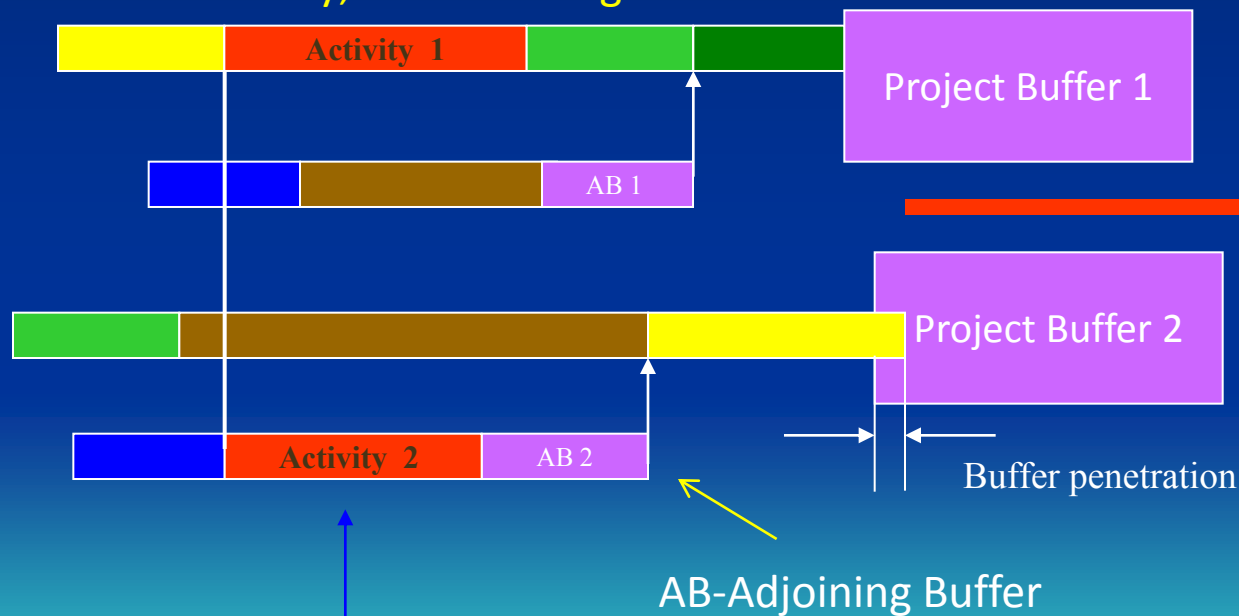 Activity 1
Project Buffer 1
AB 1
Project Buffer 2
Activity 2
AB 2
Buffer penetration
AB-Adjoining Buffer